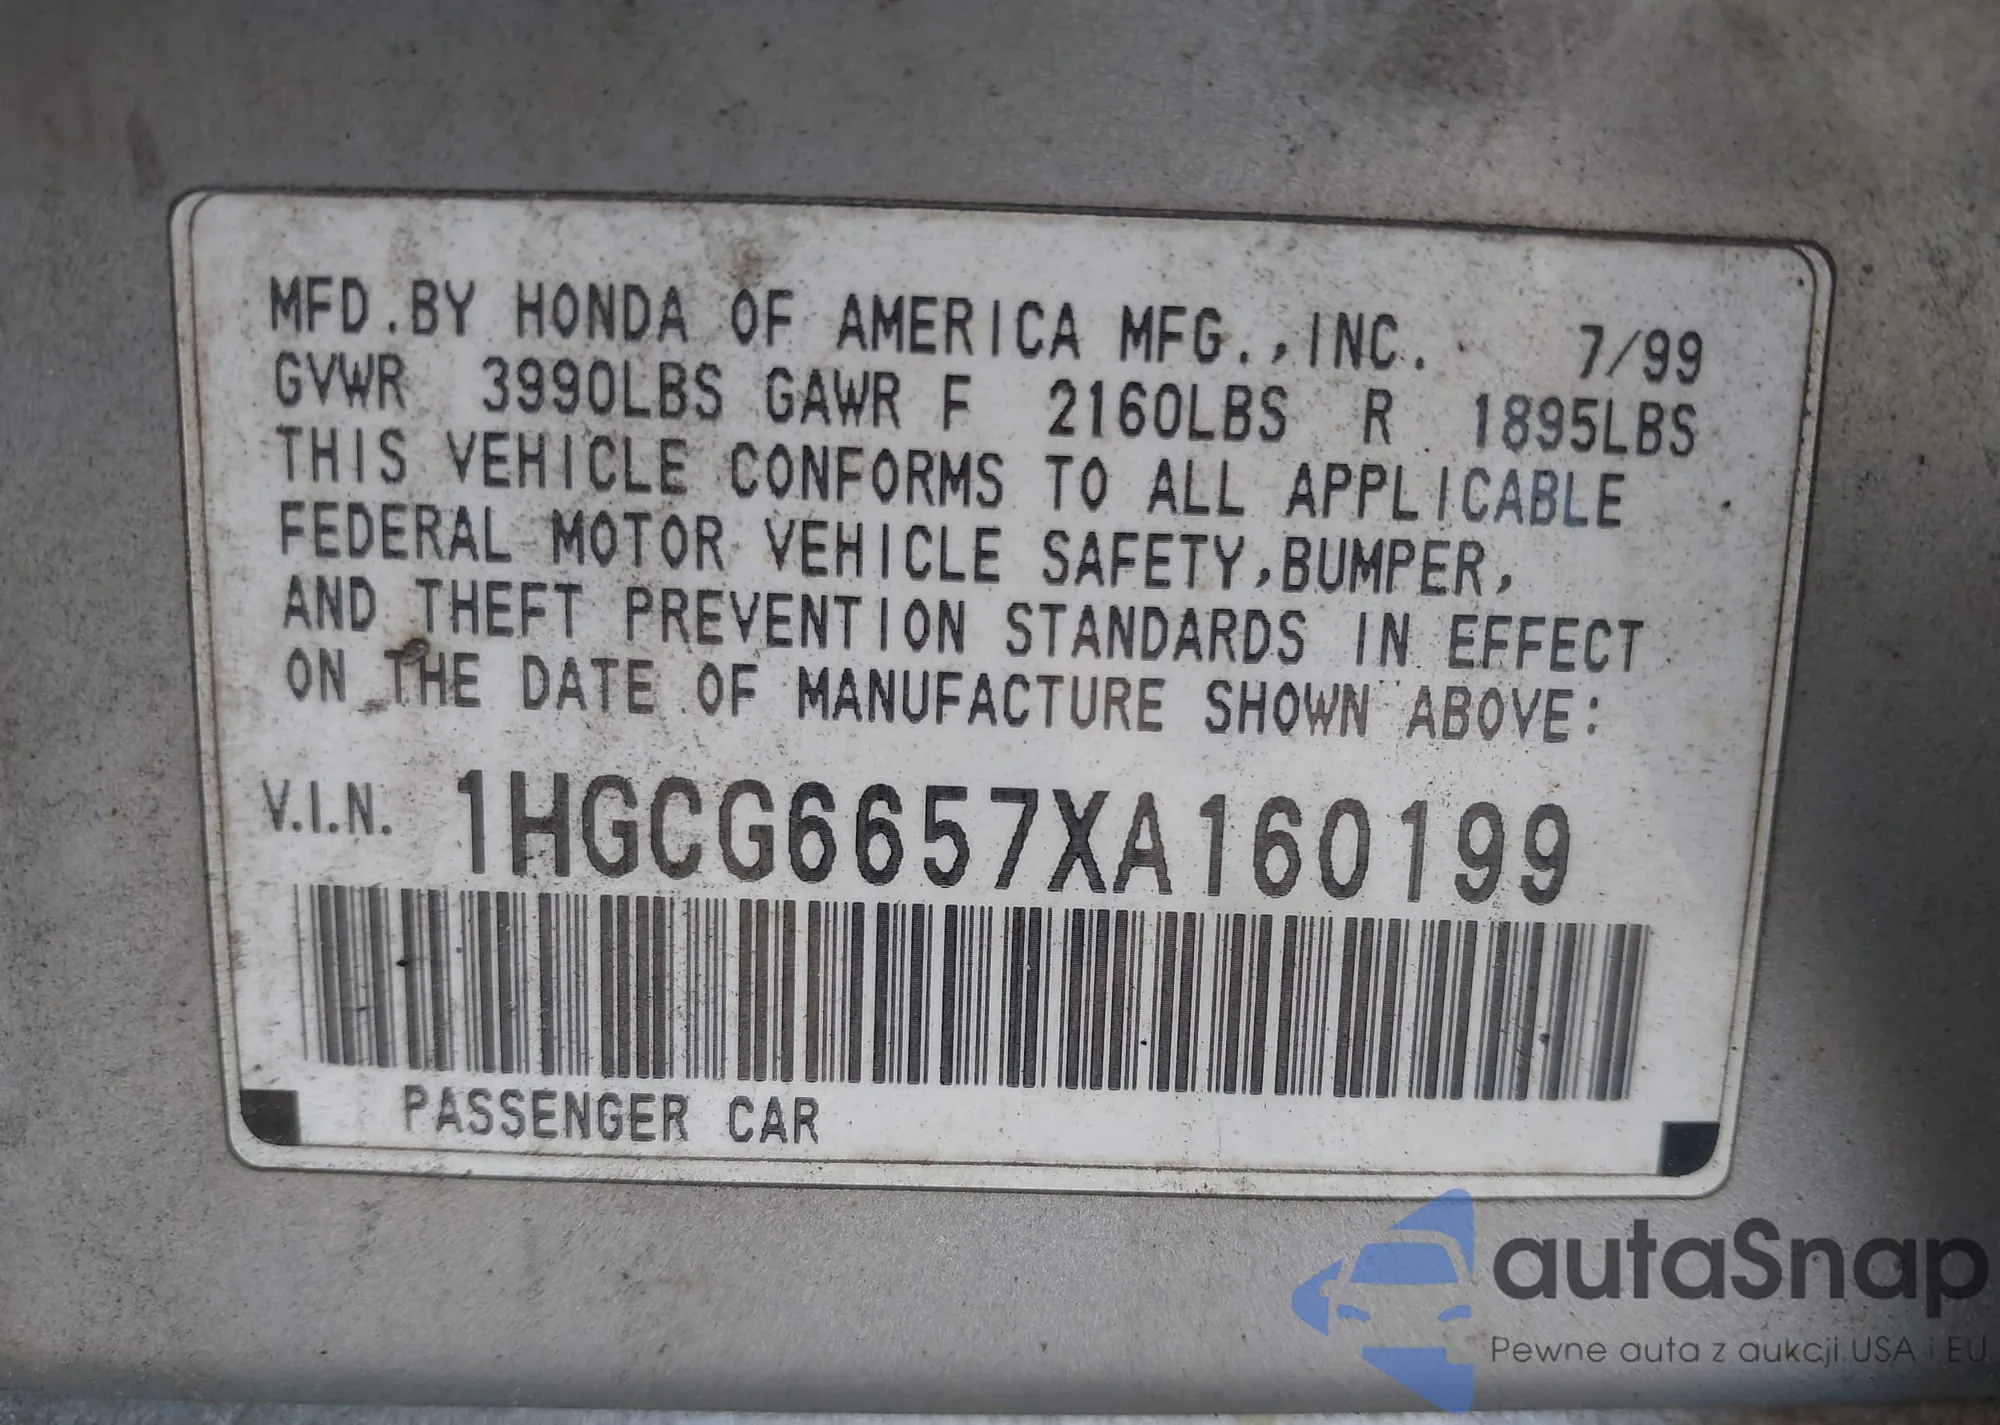 MFD.BY HONDA OF AMERICA MFG.,INC. 7/99
GVWR 3990LBS GAWR F 2160LBS R 1895LBS
THIS VEHICLE CONFORMS TO ALL APPLICABLE
FEDERAL MOTOR VEHICLE SAFETY,BUMPER,
AND THEFT PREVENTION STANDARDS IN EFFECT
ON THE DATE OF MANUFACTURE SHOWN ABOVE:
V.I.N. 1HGCG6657XA160199
PASSENGER CAR
autaSnap
Pewne auta z aukcji USA i EU